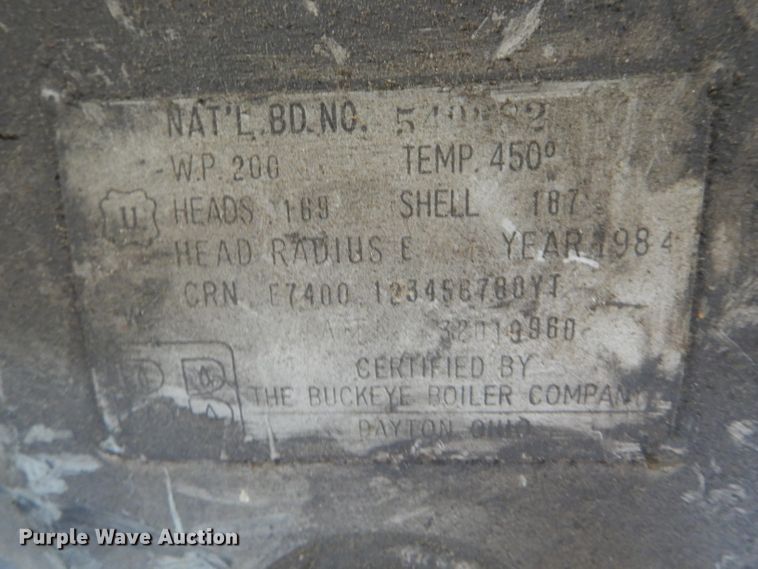 NAT'L.BD.NO.
W.P. 200 TEMP. 450°
U HEADS .169 SHELL .187
HEAD RADIUS E YEAR 1984
CRN
CERTIFIED BY
THE BUCKEYE BOILER COMPANY
DAYTON OHIO
Purple Wave Auction